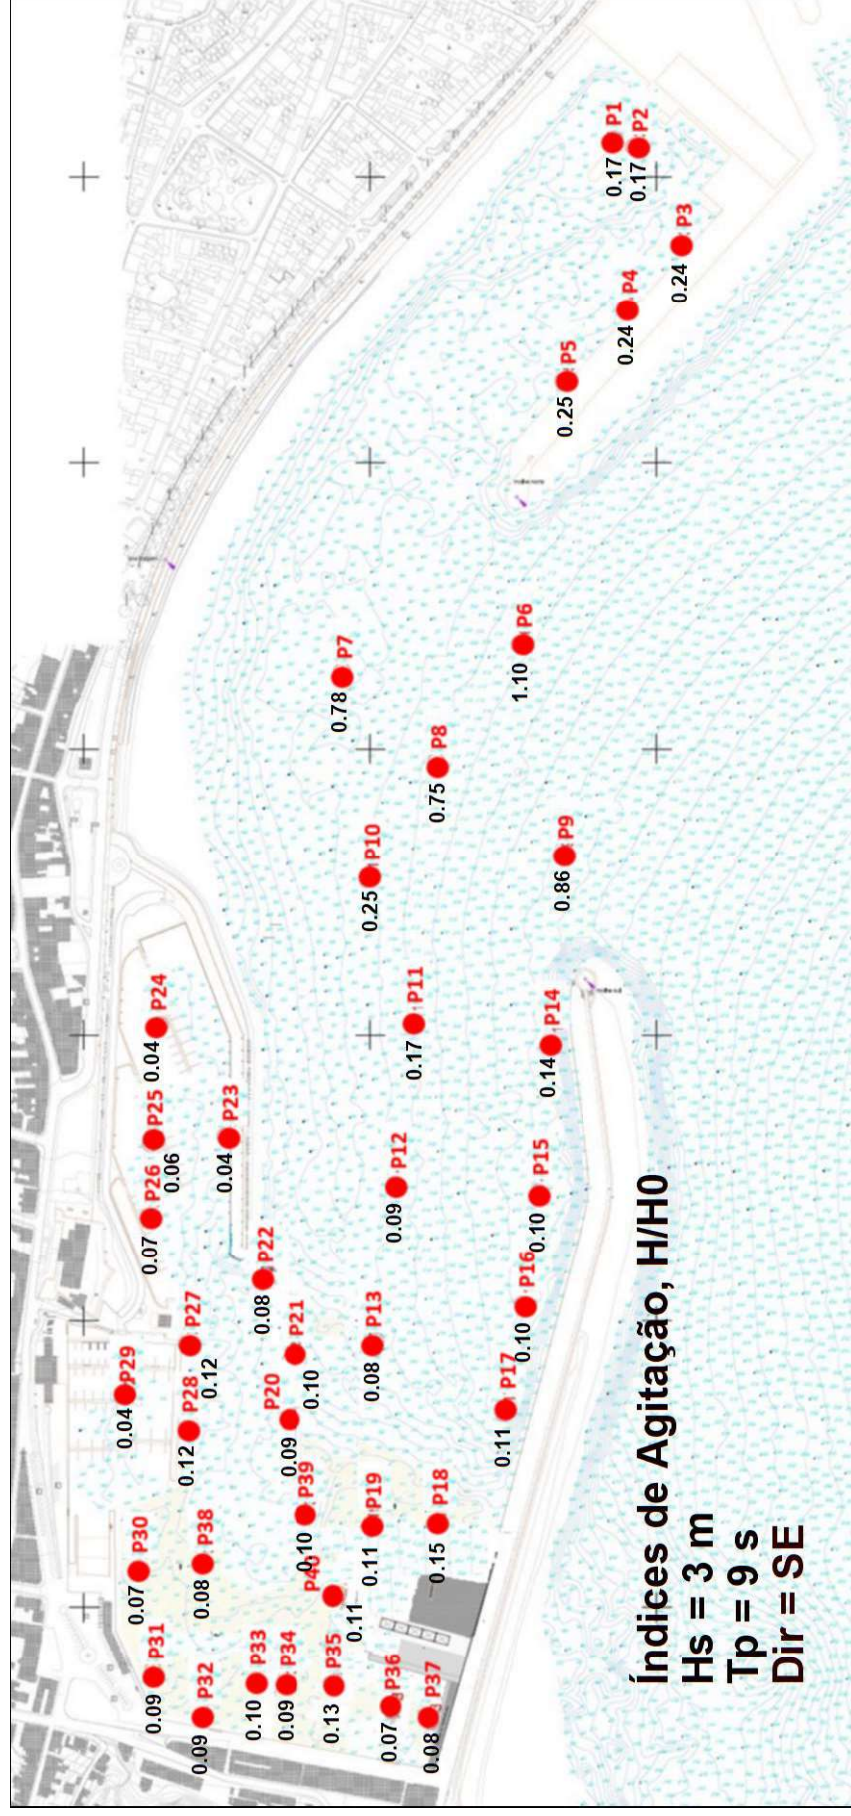 P1
0.17
P2
0.17
P3
0.24
P4
0.24
P5
0.25
P6
1.10
P7
0.78
P8
0.75
P9
0.86
P10
0.25
P11
0.17
P12
0.09
P13
0.08
P14
0.14
P15
0.10
P16
0.10
P17
0.11
P18
0.15
P19
0.11
P20
0.09
P21
0.10
P22
0.08
P23
0.04
P24
0.04
P25
0.06
P26
0.07
P27
0.12
P28
0.12
P29
0.04
P30
0.07
P31
0.09
P32
0.09
P33
0.10
P34
0.09
P35
0.13
P36
0.07
P37
0.08
P38
0.08
P39
0.10
P40
0.11
Índices de Agitação, H/H0
Hs = 3 m
Tp = 9 s
Dir = SE